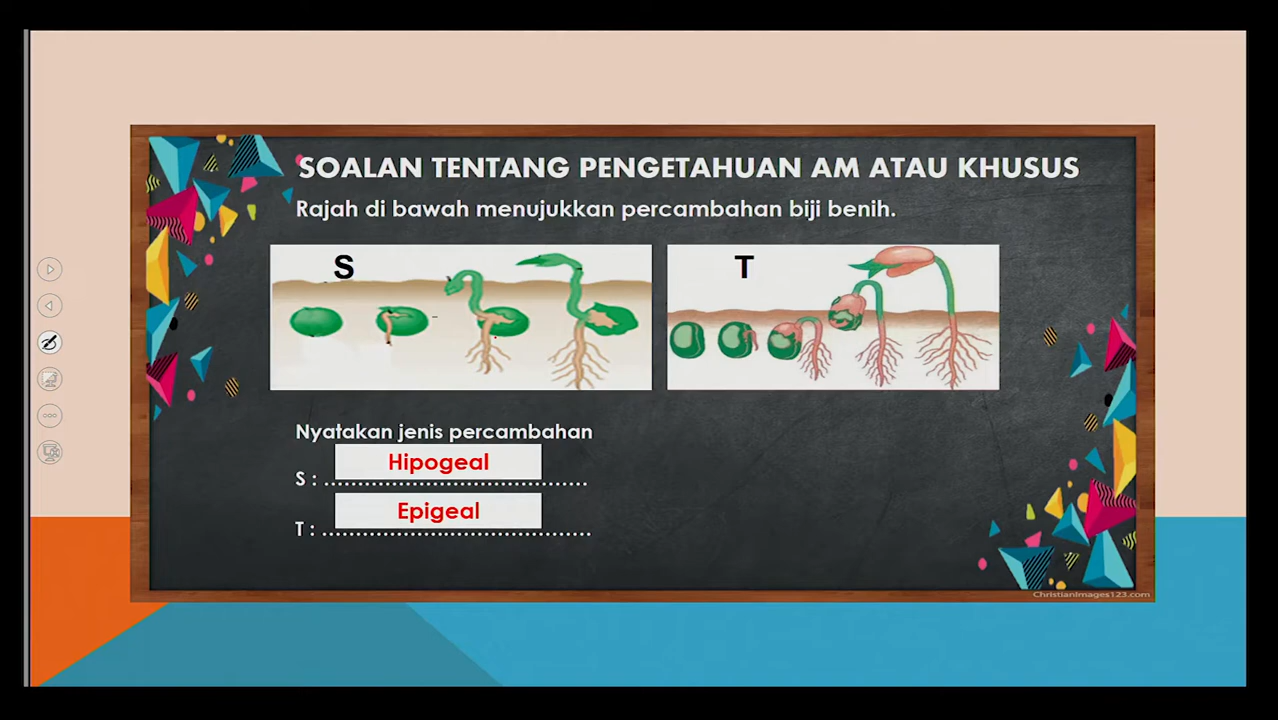 SOALAN TENTANG PENGETAHUAN AM ATAU KHUSUS
Rajah di bawah menujukkan percambahan biji benih.
S
T
Nyatakan jenis percambahan
Hipogeal
S : .......................................
Epigeal
T : ........................................
ChristianImages123.com